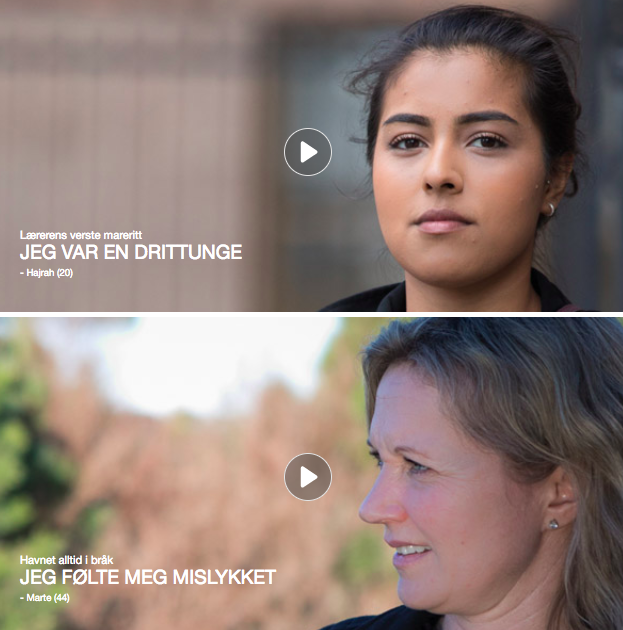 Lærerens verste mareritt
JEG VAR EN DRITTUNGE
- Hajrah (20)
Havnet alltid i bråk
JEG FØLTE MEG MISLYKKET
- Marte (44)